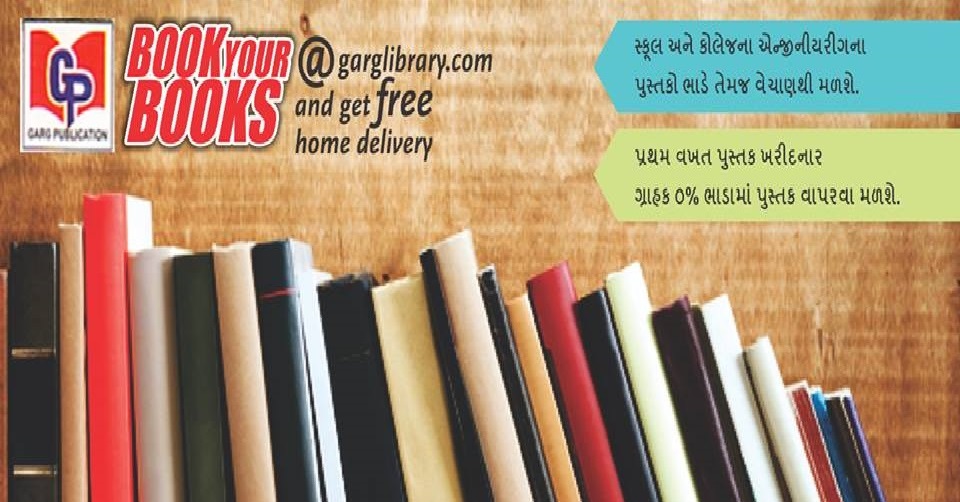 GP
GARG PUBLICATION
BOOK YOUR
BOOKS
@ garglibrary.com
and get free
home delivery
સ્કૂલ અને કોલેજના એન્જીનીયરીગના
પુસ્તકો ભાડે તેમજ વેચાણથી મળશે.
પ્રથમ વખત પુસ્તક ખરીદનાર
ગ્રાહક ૦% ભાડામાં પુસ્તક વાપરવા મળશે.